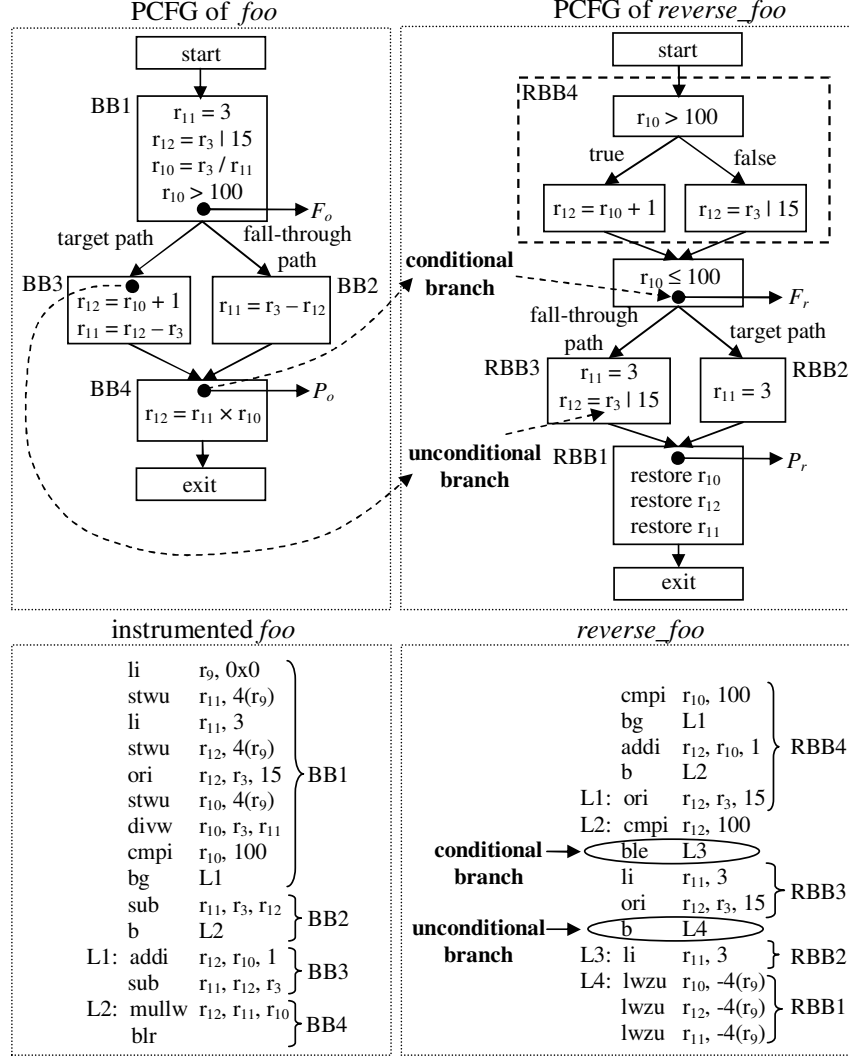 PCFG of foo
start
BB1
r11 = 3
r12 = r3 | 15
r10 = r3 / r11
r10 > 100
Fo
target path
fall-through
path
BB3
r12 = r10 + 1
r11 = r12 – r3
r11 = r3 – r12
BB2
BB4
Po
r12 = r11 × r10
exit
PCFG of reverse_foo
start
RBB4
r10 > 100
true
false
r12 = r10 + 1
r12 = r3 | 15
conditional
branch
r10 ≤ 100
Fr
fall-through
path
target path
RBB3
r11 = 3
r12 = r3 | 15
r11 = 3
RBB2
unconditional
branch
RBB1
Pr
restore r10
restore r12
restore r11
exit
instrumented foo
li r9, 0x0
stwu r11, 4(r9)
li r11, 3
stwu r12, 4(r9)
ori r12, r3, 15
stwu r10, 4(r9)
divw r10, r3, r11
cmpi r10, 100
bg L1
BB1
sub r11, r3, r12
b L2
BB2
L1: addi r12, r10, 1
sub r11, r12, r3
BB3
L2: mullw r12, r11, r10
blr
BB4
reverse_foo
cmpi r10, 100
bg L1
addi r12, r10, 1
b L2
L1: ori r12, r3, 15
RBB4
L2: cmpi r12, 100
conditional
branch
ble L3
li r11, 3
ori r12, r3, 15
RBB3
unconditional
branch
b L4
L3: li r11, 3
RBB2
L4: lwzu r10, -4(r9)
lwzu r12, -4(r9)
lwzu r11, -4(r9)
RBB1